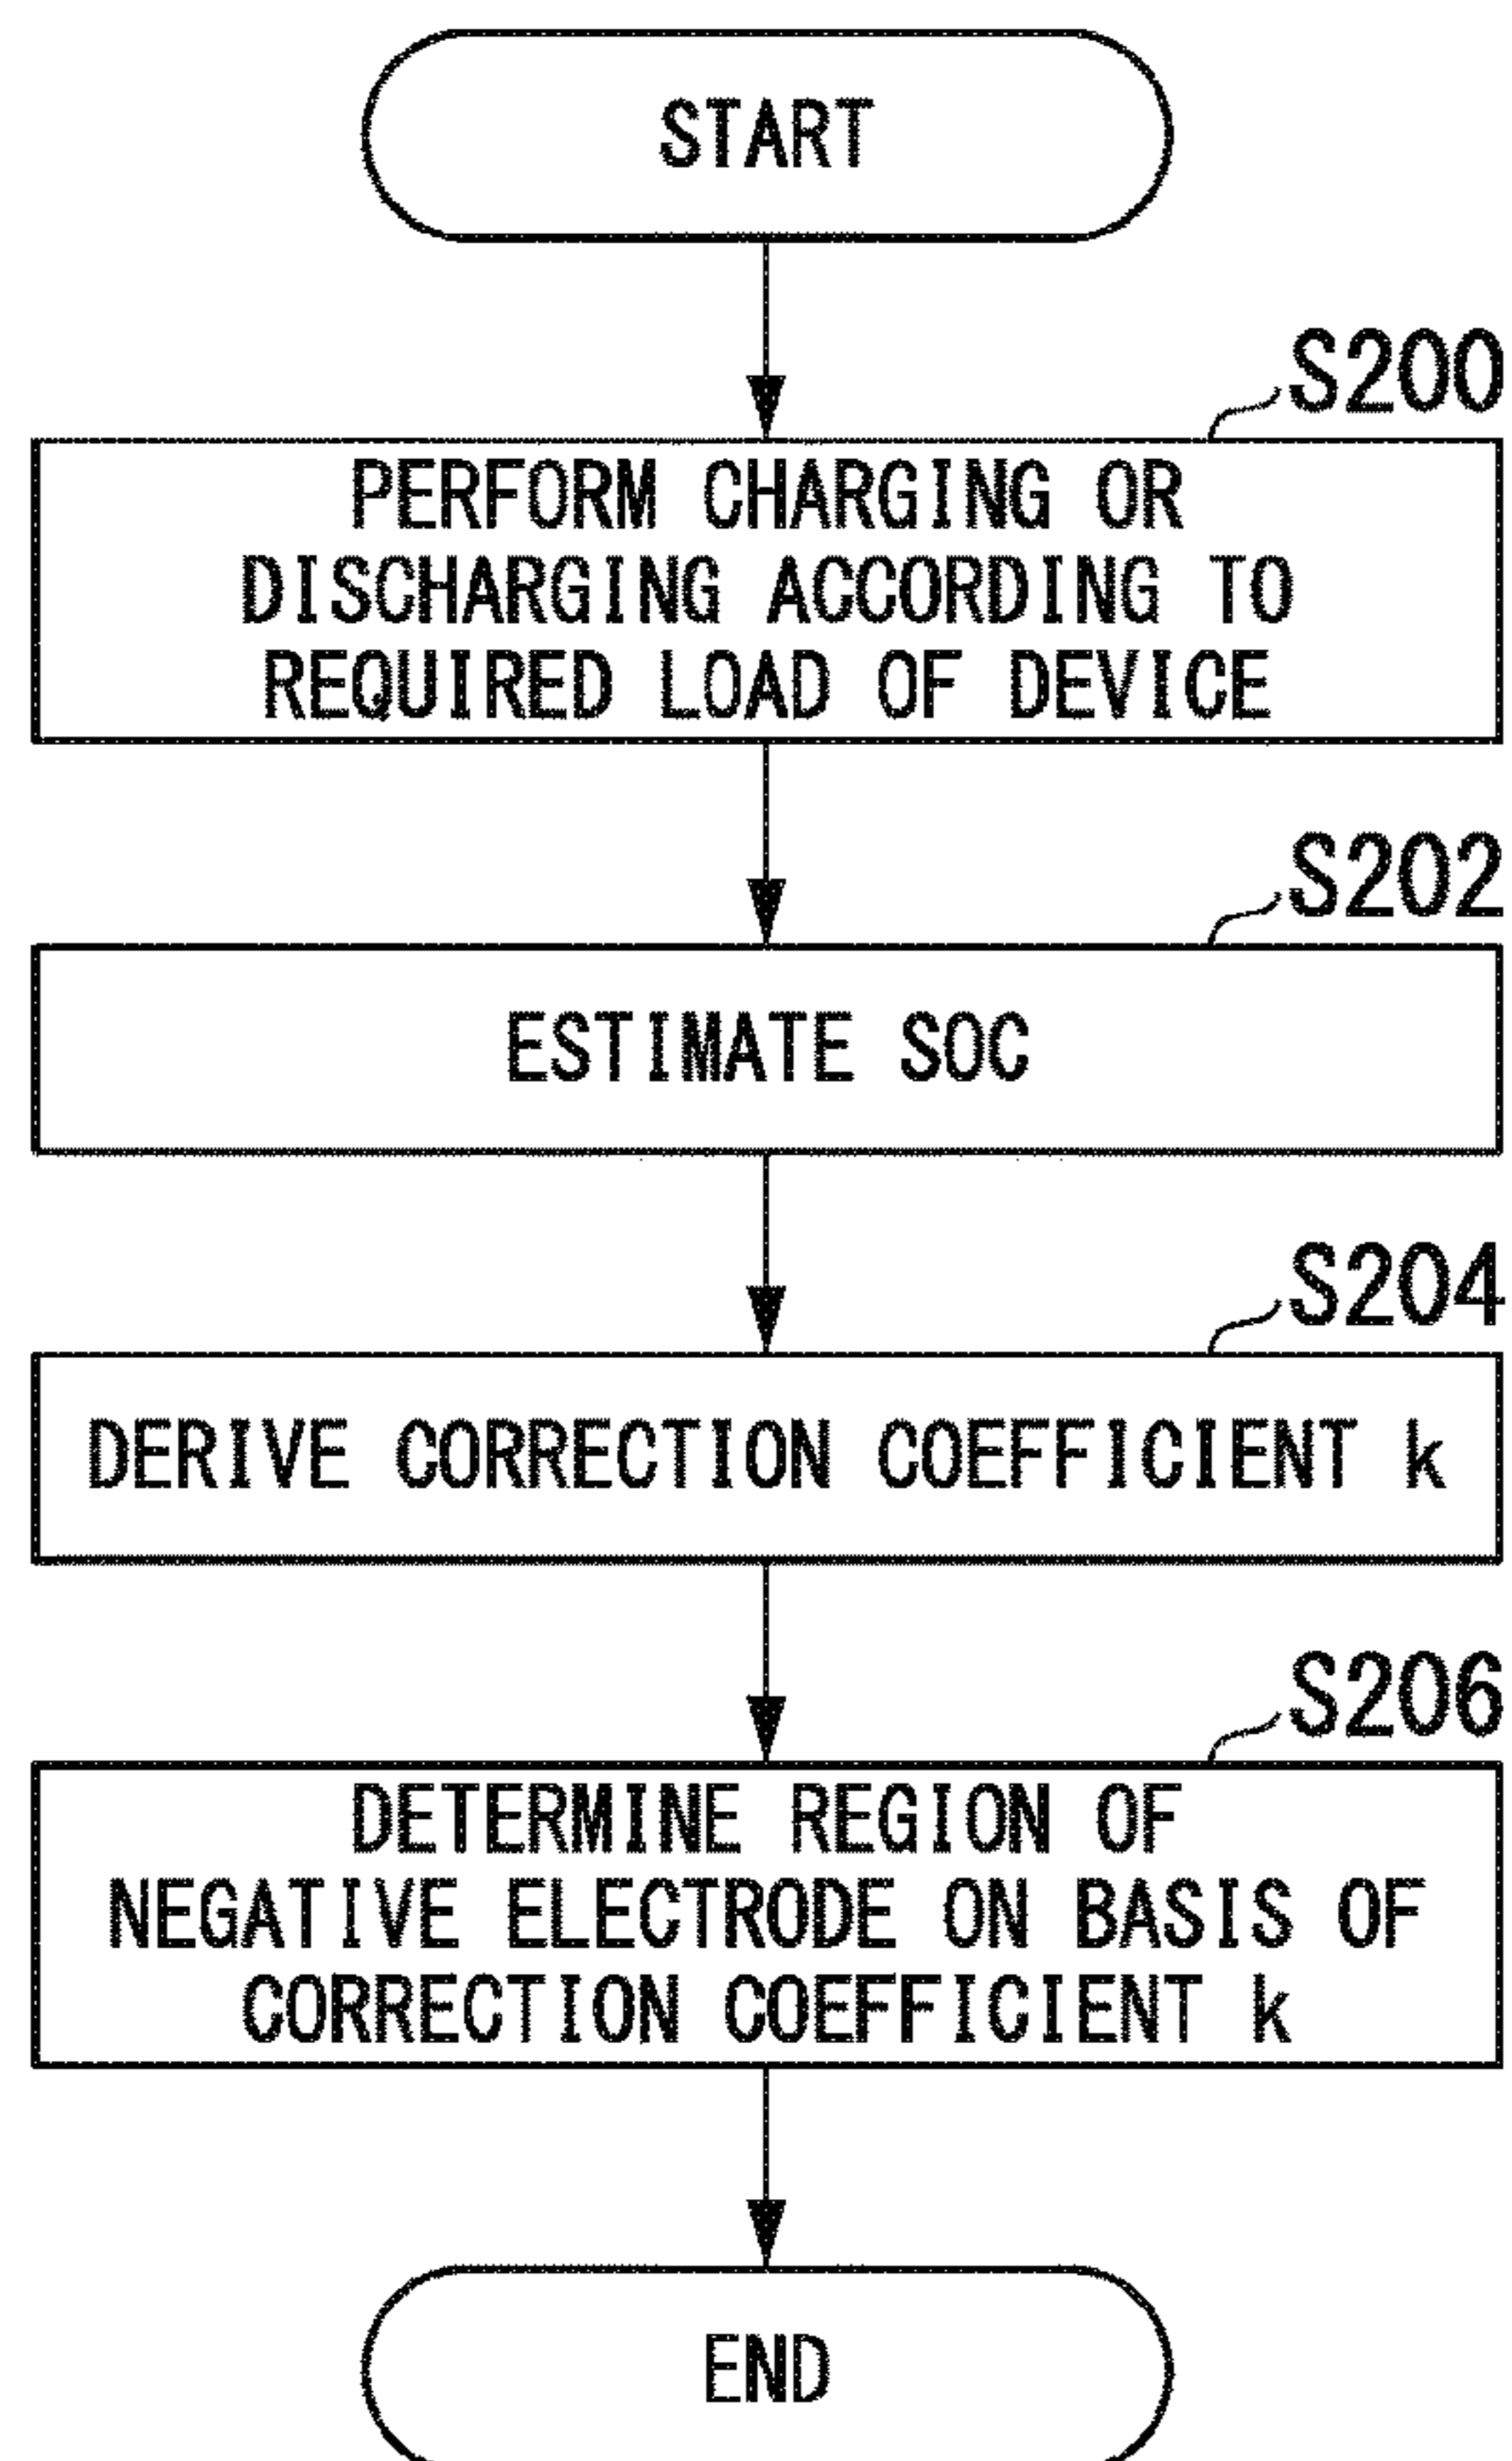 START
S200
PERFORM CHARGING OR
DISCHARGING ACCORDING TO
REQUIRED LOAD OF DEVICE
S202
ESTIMATE SOC
S204
DERIVE CORRECTION COEFFICIENT k
S206
DETERMINE REGION OF
NEGATIVE ELECTRODE ON BASIS OF
CORRECTION COEFFICIENT k
END